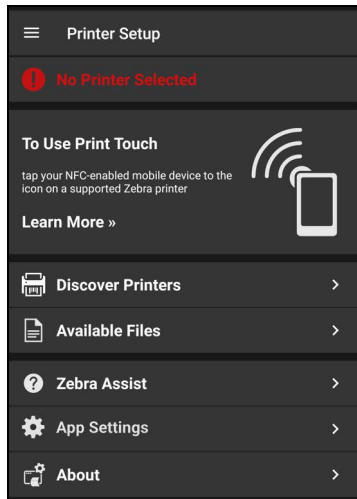 Printer Setup
No Printer Selected
To Use Print Touch
tap your NFC-enabled mobile device to the
icon on a supported Zebra printer
Learn More »
Discover Printers
Available Files
Zebra Assist
App Settings
About